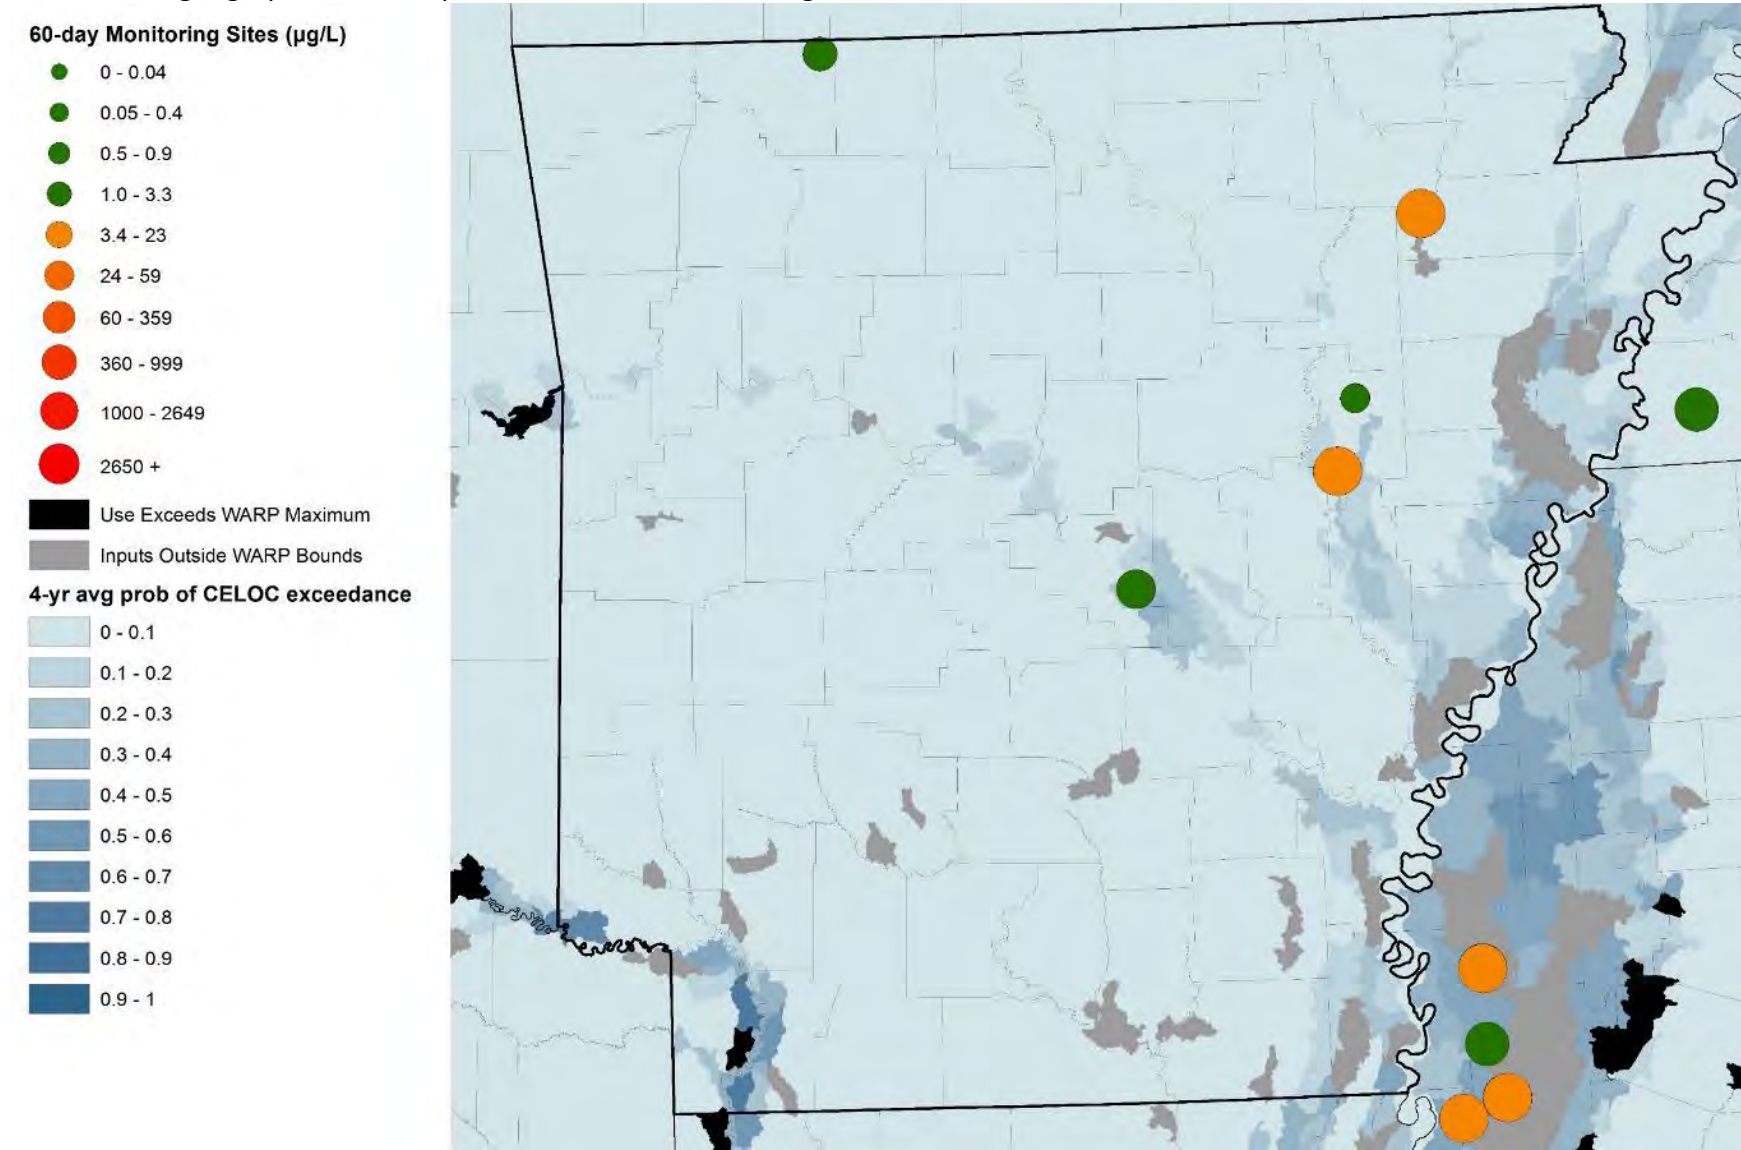 60-day Monitoring Sites (µg/L)
0 - 0.04
0.05 - 0.4
0.5 - 0.9
1.0 - 3.3
3.4 - 23
24 - 59
60 - 359
360 - 999
1000 - 2649
2650 +
Use Exceeds WARP Maximum
Inputs Outside WARP Bounds
4-yr avg prob of CELOC exceedance
0 - 0.1
0.1 - 0.2
0.2 - 0.3
0.3 - 0.4
0.4 - 0.5
0.5 - 0.6
0.6 - 0.7
0.7 - 0.8
0.8 - 0.9
0.9 - 1